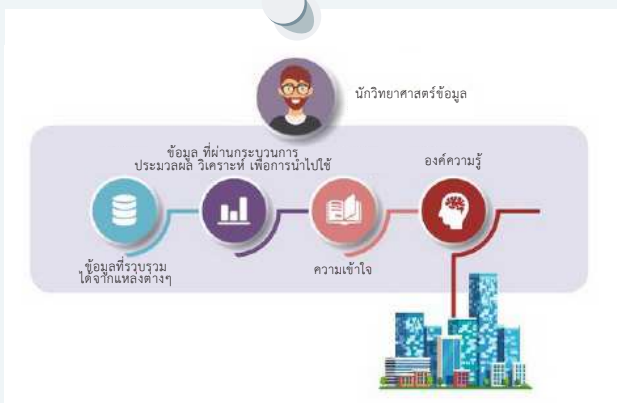 นักวิทยาศาสตร์ข้อมูล
ข้อมูล ที่ผ่านกระบวนการ
ประมวลผล วิเคราะห์ เพื่อการนำไปใช้
องค์ความรู้
ข้อมูลที่รวบรวม
ได้จากแหล่งต่างๆ
ความเข้าใจ